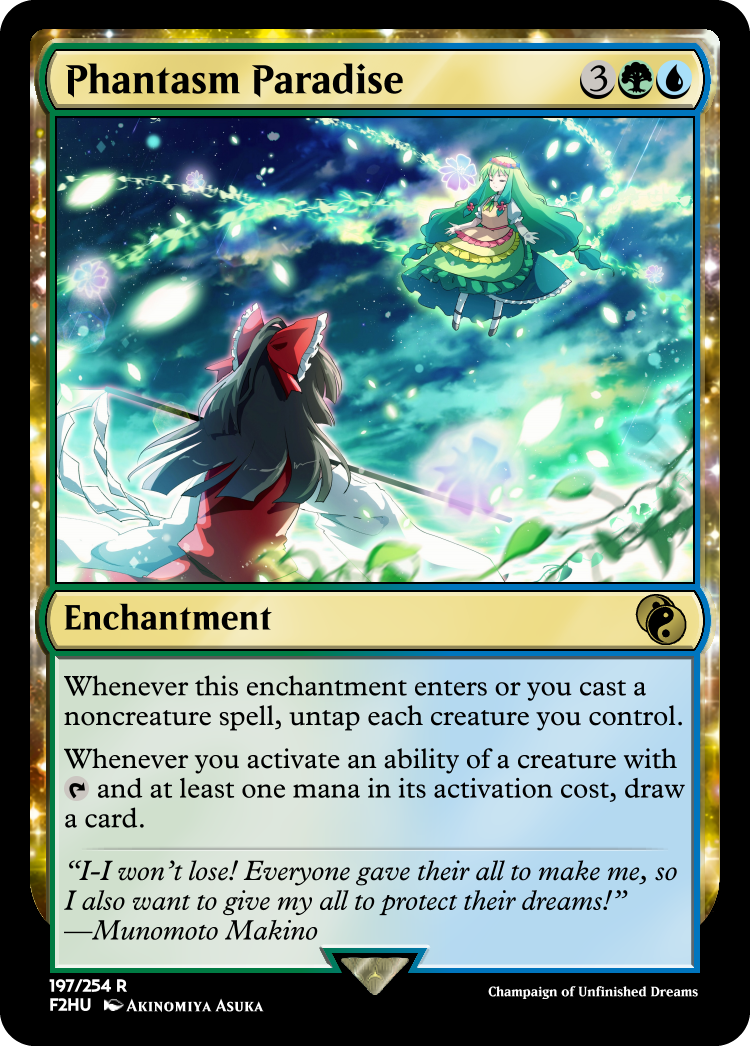 Phantasm Paradise 3
Enchantment
Whenever this enchantment enters or you cast a
noncreature spell, untap each creature you control.
Whenever you activate an ability of a creature with
and at least one mana in its activation cost, draw
a card.
“I-I won’t lose! Everyone gave their all to make me, so
I also want to give my all to protect their dreams!”
—Munomoto Makino
197/254 R
F2HU AKINOMIYA ASUKA
Champaign of Unfinished Dreams